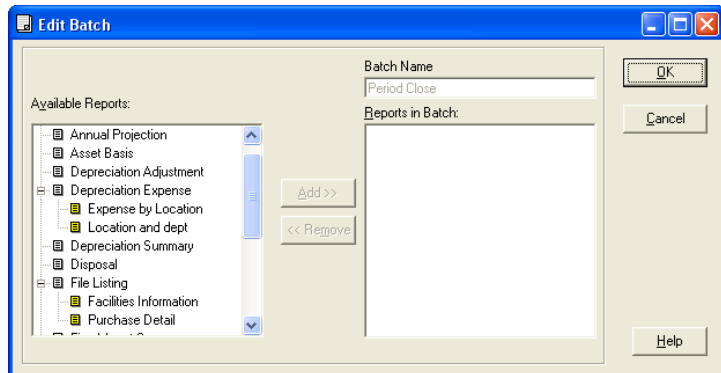 Edit Batch
Batch Name
Period Close
OK
Available Reports:
Reports in Batch:
Cancel
Annual Projection
Asset Basis
Depreciation Adjustment
Depreciation Expense
Add >>
Expense by Location
Location and dept
<< Remove
Depreciation Summary
Disposal
File Listing
Facilities Information
Purchase Detail
Help